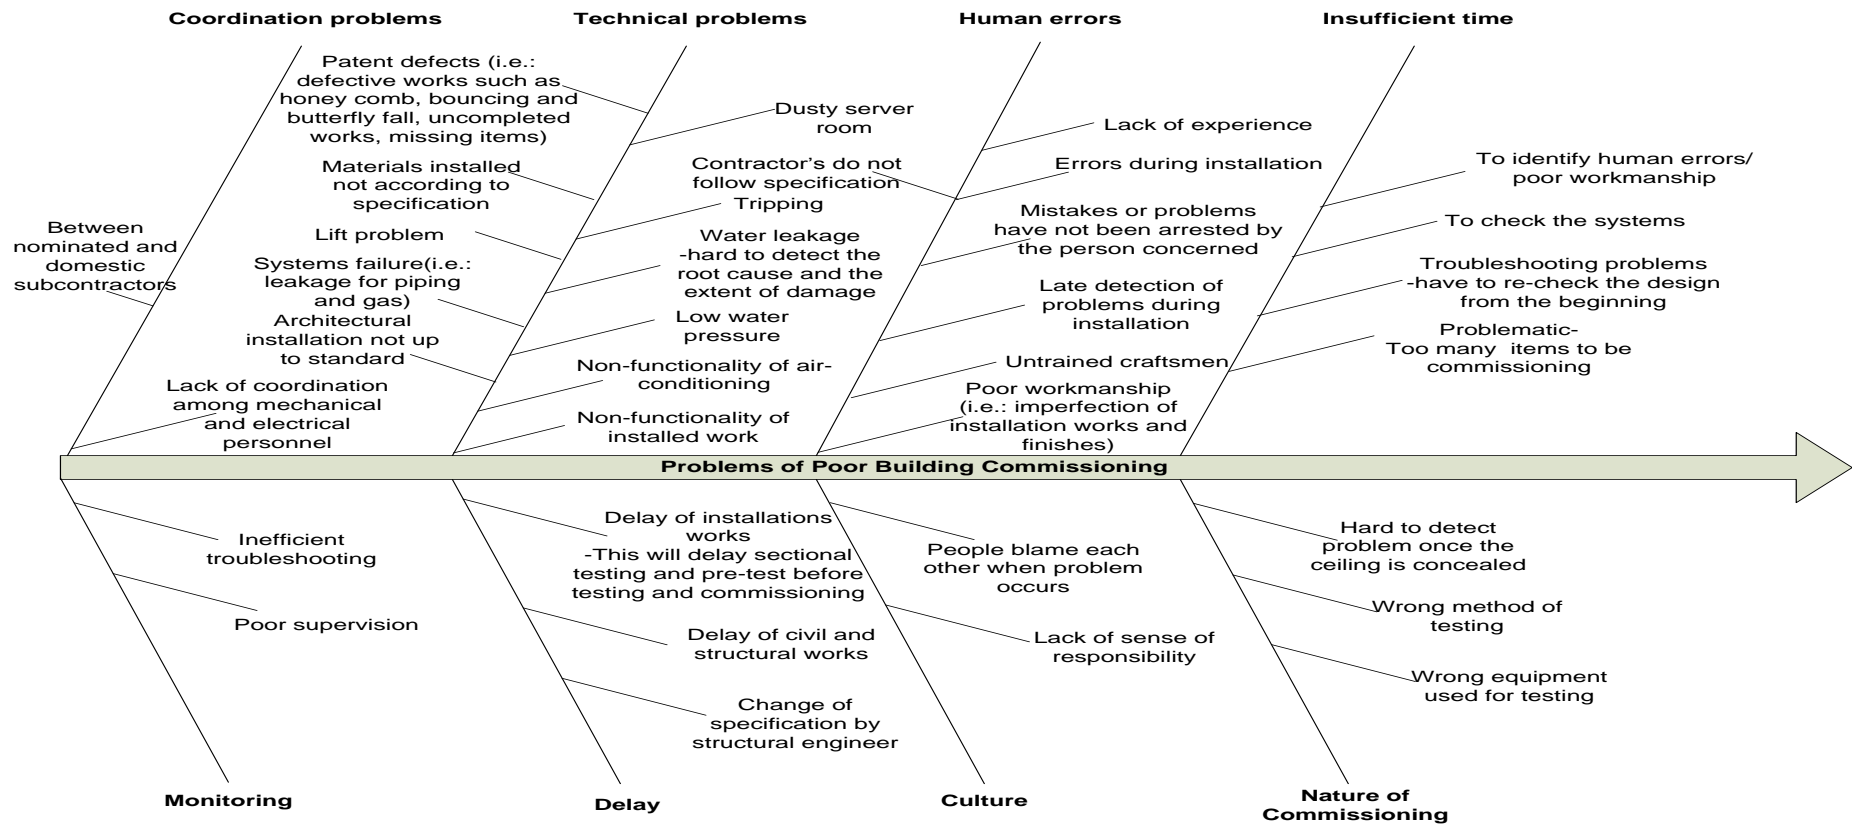 Coordination problems
Technical problems
Human errors
Insufficient time
Between
nominated and
domestic
subcontractors
Lack of coordination
among mechanical
and electrical
personnel
Patent defects (i.e.:
defective works such as
honey comb, bouncing and
butterfly fall, uncompleted
works, missing items)
Materials installed
not according to
specification
Lift problem
Systems failure(i.e.:
leakage for piping
and gas)
Architectural
installation not up
to standard
Dusty server
room
Tripping
Water leakage
-hard to detect the
root cause and the
extent of damage
Low water
pressure
Non-functionality of air-
conditioning
Non-functionality of
installed work
Contractor's do not
follow specification
Lack of experience
Errors during installation
Mistakes or problems
have not been arrested by
the person concerned
Late detection of
problems during
installation
Untrained craftsmen
Poor workmanship
(i.e.: imperfection of
installation works and
finishes)
To identify human errors/
poor workmanship
To check the systems
Troubleshooting problems
-have to re-check the design
from the beginning
Problematic-
Too many items to be
commissioning
Problems of Poor Building Commissioning
Inefficient
troubleshooting
Poor supervision
Delay of installations
works
-This will delay sectional
testing and pre-test before
testing and commissioning
Delay of civil and
structural works
Change of
specification by
structural engineer
People blame each
other when problem
occurs
Lack of sense of
responsibility
Hard to detect
problem once the
ceiling is concealed
Wrong method of
testing
Wrong equipment
used for testing
Monitoring
Delay
Culture
Nature of
Commissioning